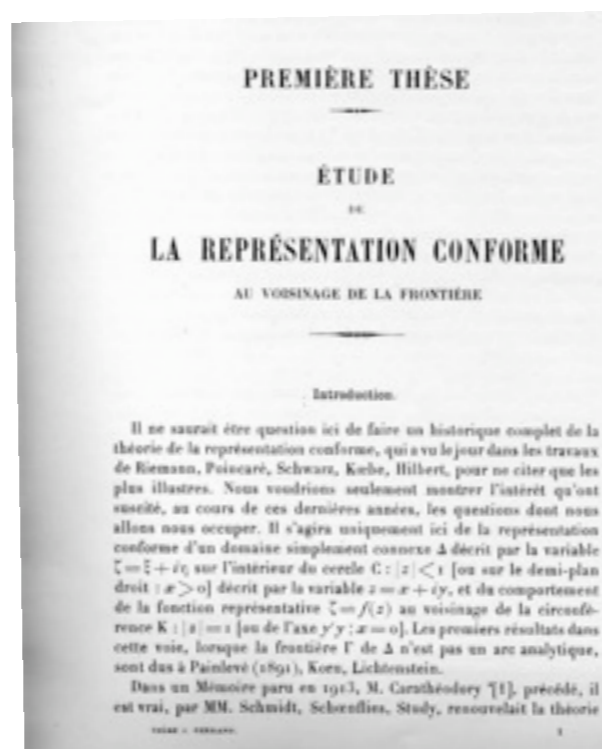 PREMIÈRE THÈSE
ÉTUDE
DE
LA REPRÉSENTATION CONFORME
AU VOISINAGE DE LA FRONTIÈRE
Introduction.
Il ne saurait être question ici de faire un historique complet de la
théorie de la représentation conforme, qui a vu le jour dans les travaux
de Riemann, Poincaré, Schwarz, Kœbe, Hilbert, pour ne citer que les
plus illustres. Nous voudrions seulement montrer l'intérêt qu'ont
suscité, au cours de ces dernières années, les questions dont nous
allons nous occuper. Il s'agira uniquement ici de la représentation
conforme d'un domaine simplement connexe Δ décrit par la variable
ζ = ξ + iη sur l'intérieur du cercle C : |z| < 1 [ou sur le demi-plan
droit : x > 0] décrit par la variable z = x + iy, et du comportement
de la fonction représentative ζ = f(z) au voisinage de la circonfé-
rence K : |z| = 1 [ou de l'axe y'y : x = 0]. Les premiers résultats dans
cette voie, lorsque la frontière Γ de Δ n'est pas un arc analytique,
sont dus à Painlevé (1891), Korn, Lichtenstein.
Dans un Mémoire paru en 1913, M. Carathéodory [1], précédé, il
est vrai, par MM. Schmidt, Schœnflies, Study, renouvelait la théorie
1